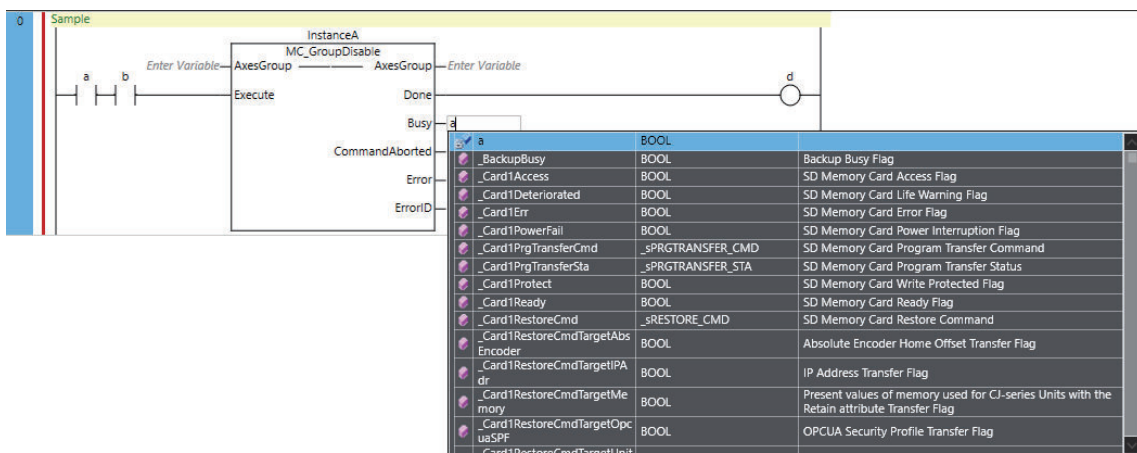 0 Sample
InstanceA
MC_GroupDisable
Enter Variable AxesGroup AxesGroup Enter Variable
a b d
Execute Done
Busy a
CommandAborted
Error
ErrorID
a BOOL
_BackupBusy BOOL Backup Busy Flag
_Card1Access BOOL SD Memory Card Access Flag
_Card1Deteriorated BOOL SD Memory Card Life Warning Flag
_Card1Err BOOL SD Memory Card Error Flag
_Card1PowerFail BOOL SD Memory Card Power Interruption Flag
_Card1PrgTransferCmd _sPRGTRANSFER_CMD SD Memory Card Program Transfer Command
_Card1PrgTransferSta _sPRGTRANSFER_STA SD Memory Card Program Transfer Status
_Card1Protect BOOL SD Memory Card Write Protected Flag
_Card1Ready BOOL SD Memory Card Ready Flag
_Card1RestoreCmd _sRESTORE_CMD SD Memory Card Restore Command
_Card1RestoreCmdTargetAbs
Encoder BOOL Absolute Encoder Home Offset Transfer Flag
_Card1RestoreCmdTargetIPA
dr BOOL IP Address Transfer Flag
_Card1RestoreCmdTargetMe
mory BOOL Present values of memory used for CJ-series Units with the
Retain attribute Transfer Flag
_Card1RestoreCmdTargetOpc
uaSPF BOOL OPCUA Security Profile Transfer Flag
_Card1RestoreCmdTargetUnit